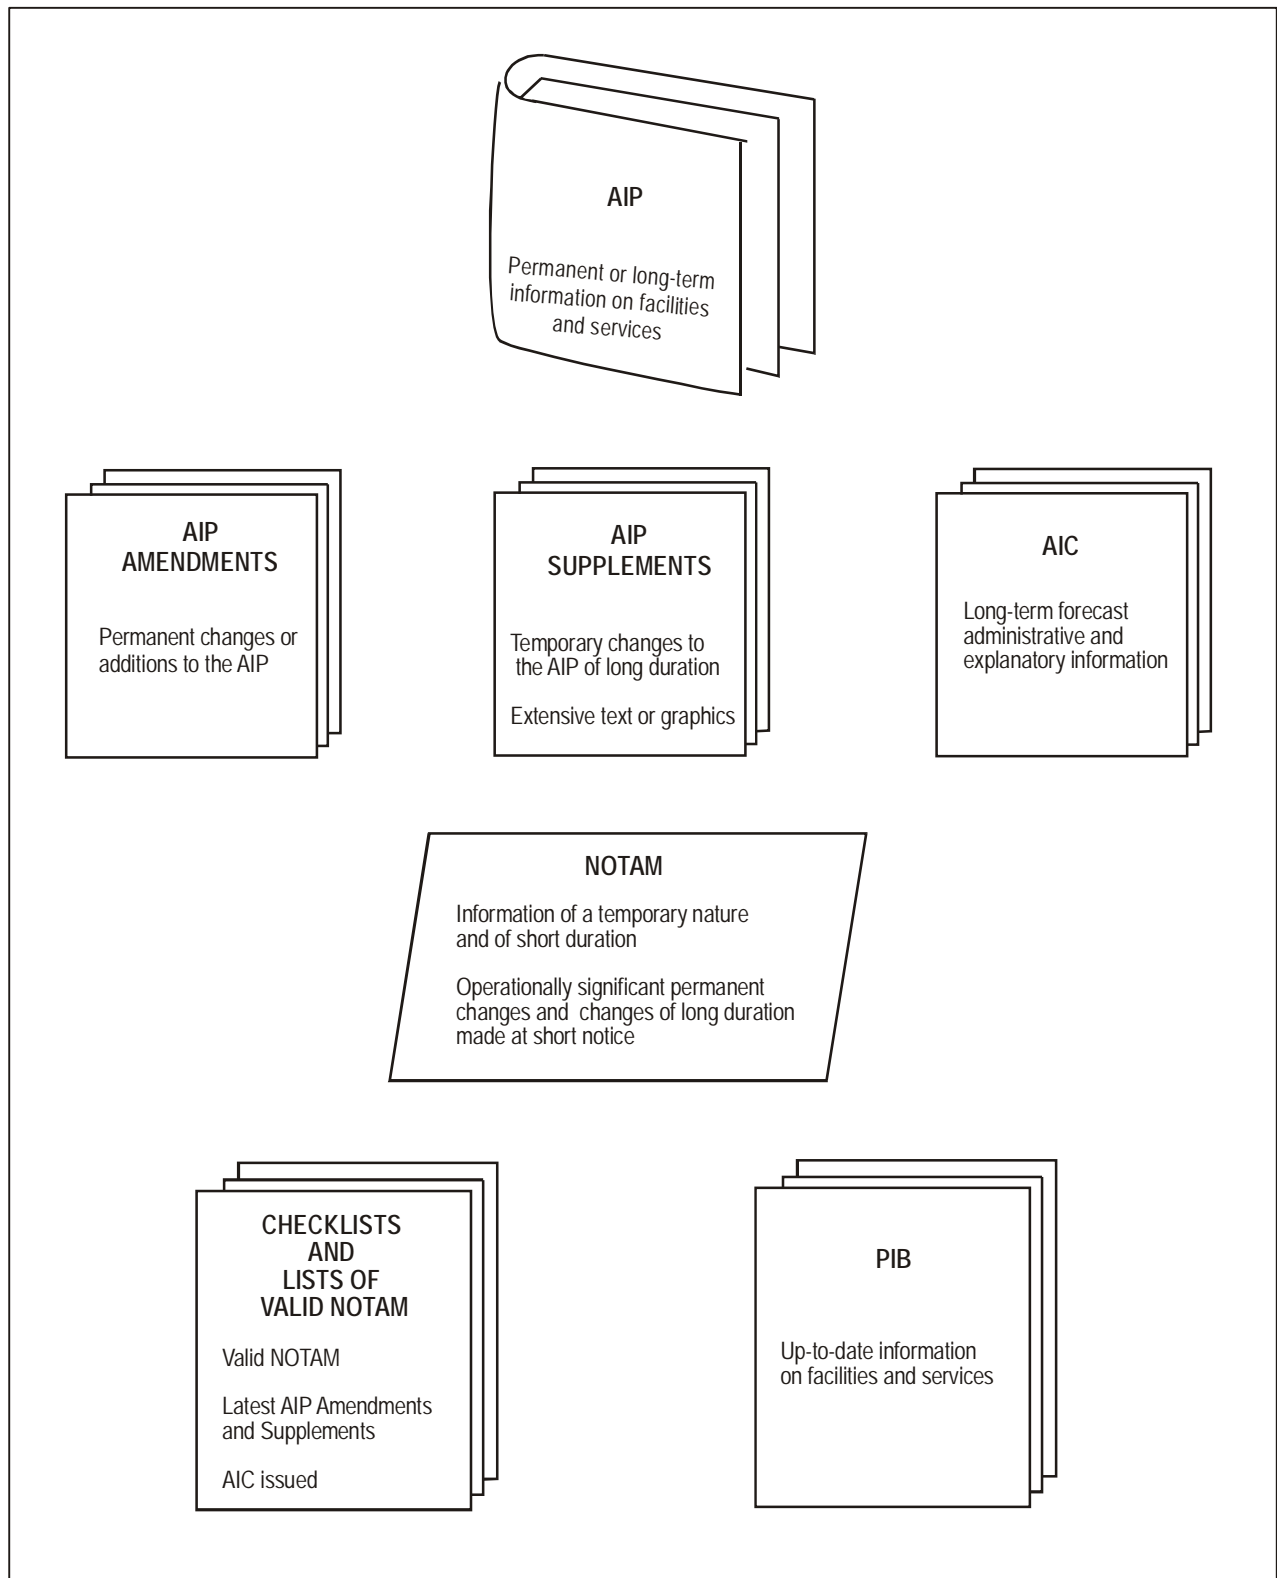 AIP
Permanent or long-term
information on facilities
and services
AIP
AMENDMENTS
Permanent changes or
additions to the AIP
AIP
SUPPLEMENTS
Temporary changes to
the AIP of long duration
Extensive text or graphics
AIC
Long-term forecast
administrative and
explanatory information
NOTAM
Information of a temporary nature
and of short duration
Operationally significant permanent
changes and changes of long duration
made at short notice
CHECKLISTS
AND
LISTS OF
VALID NOTAM
Valid NOTAM
Latest AIP Amendments
and Supplements
AIC issued
PIB
Up-to-date information
on facilities and services